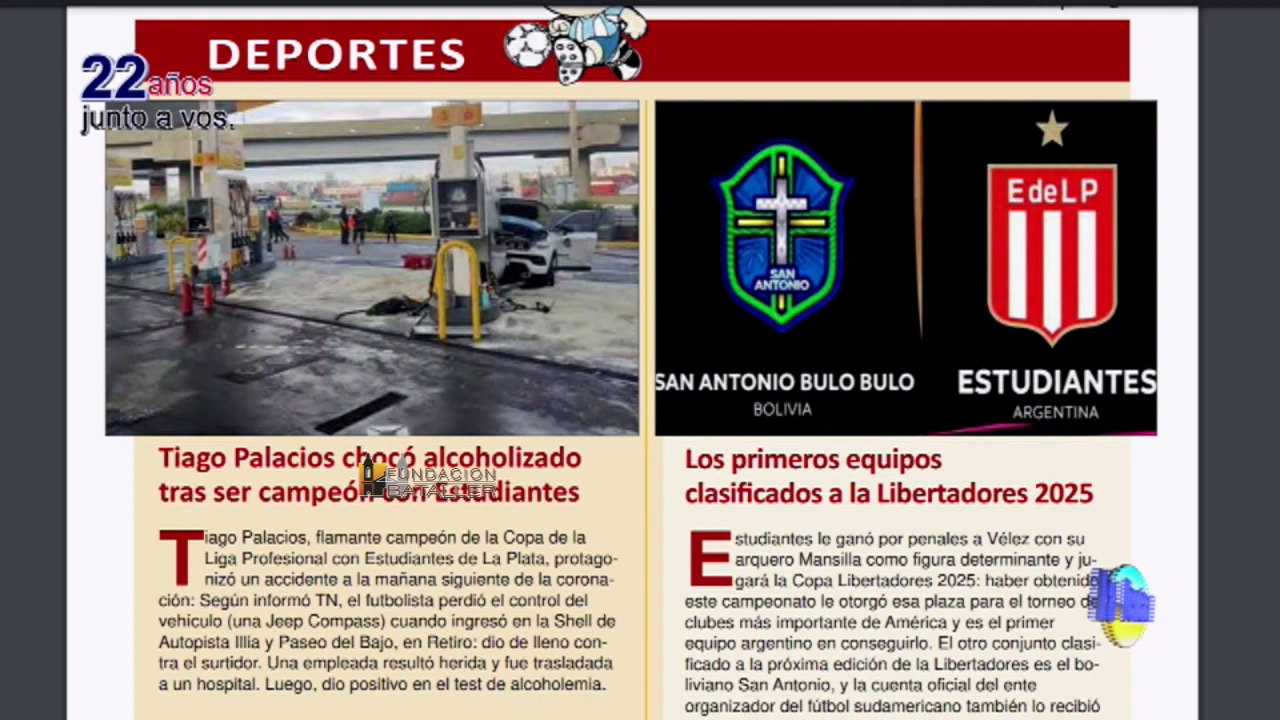 DEPORTES
22 años
junto a vos.
SAN ANTONIO
SAN ANTONIO BULO BULO
BOLIVIA
EdeLP
ESTUDIANTES
ARGENTINA
Tiago Palacios chocó alcoholizado
tras ser campeón con Estudiantes
FUNDACIÓN
BATALLER
Tiago Palacios, flamante campeón de la Copa de la
Liga Profesional con Estudiantes de La Plata, protago-
nizó un accidente a la mañana siguiente de la corona-
ción: Según informó TN, el futbolista perdió el control del
vehículo (una Jeep Compass) cuando ingresó en la Shell de
Autopista Illia y Paseo del Bajo, en Retiro: dio de lleno con-
tra el surtidor. Una empleada resultó herida y fue trasladada
a un hospital. Luego, dio positivo en el test de alcoholemia.
Los primeros equipos
clasificados a la Libertadores 2025
Estudiantes le ganó por penales a Vélez con su
arquero Mansilla como figura determinante y ju-
gará la Copa Libertadores 2025: haber obtenido
este campeonato le otorgó esa plaza para el torneo de
clubes más importante de América y es el primer
equipo argentino en conseguirlo. El otro conjunto clasi-
ficado a la próxima edición de la Libertadores es el bo-
liviano San Antonio, y la cuenta oficial del ente
organizador del fútbol sudamericano también lo recibió